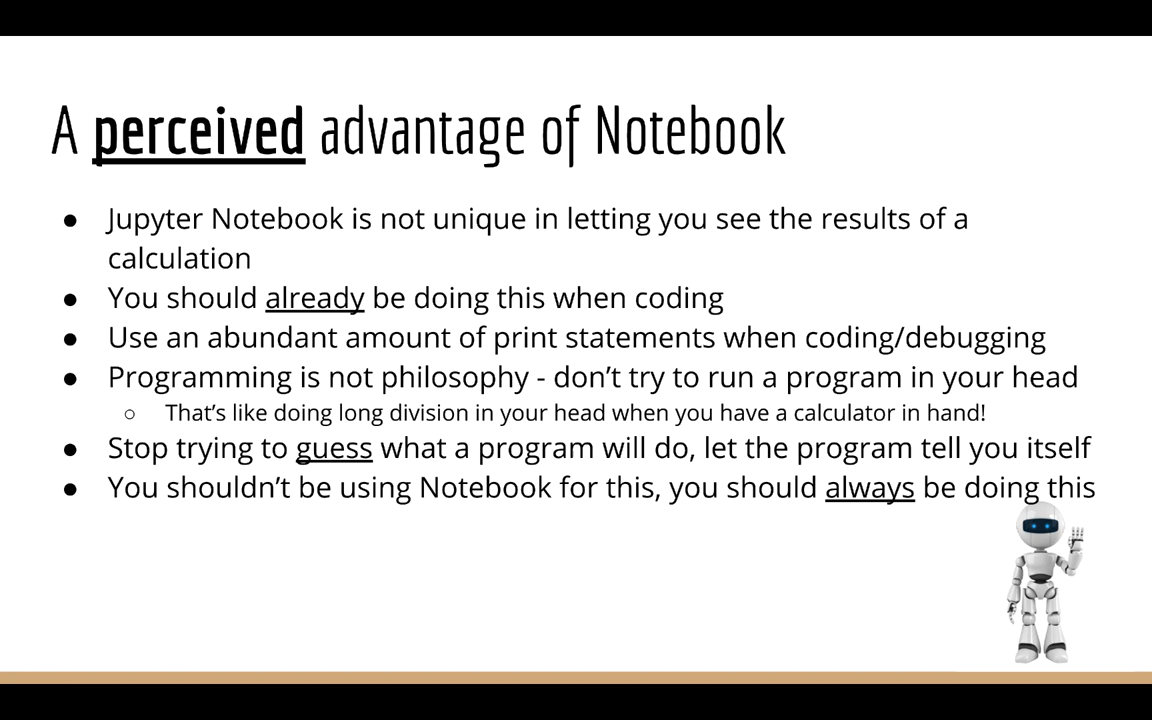 A perceived advantage of Notebook
● Jupyter Notebook is not unique in letting you see the results of a
calculation
● You should already be doing this when coding
● Use an abundant amount of print statements when coding/debugging
● Programming is not philosophy - don’t try to run a program in your head
○ That’s like doing long division in your head when you have a calculator in hand!
● Stop trying to guess what a program will do, let the program tell you itself
● You shouldn’t be using Notebook for this, you should always be doing this